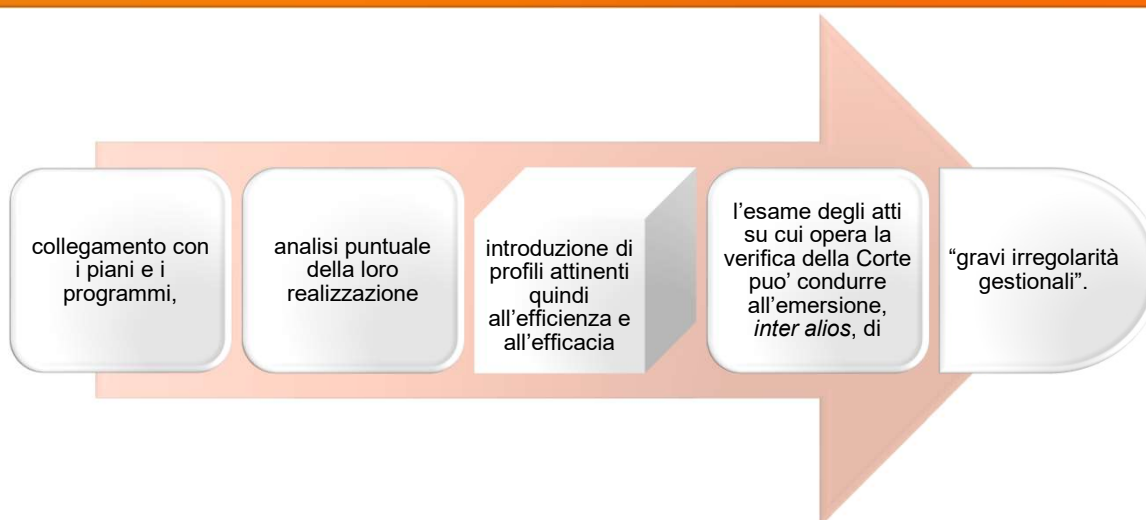 collegamento con
i piani e i
programmi,
analisi puntuale
della loro
realizzazione
introduzione di
profili attinenti
quindi
all’efficienza e
all’efficacia
l’esame degli atti
su cui opera la
verifica della Corte
puo’ condurre
all’emersione,
inter alios, di
“gravi irregolarità
gestionali”.